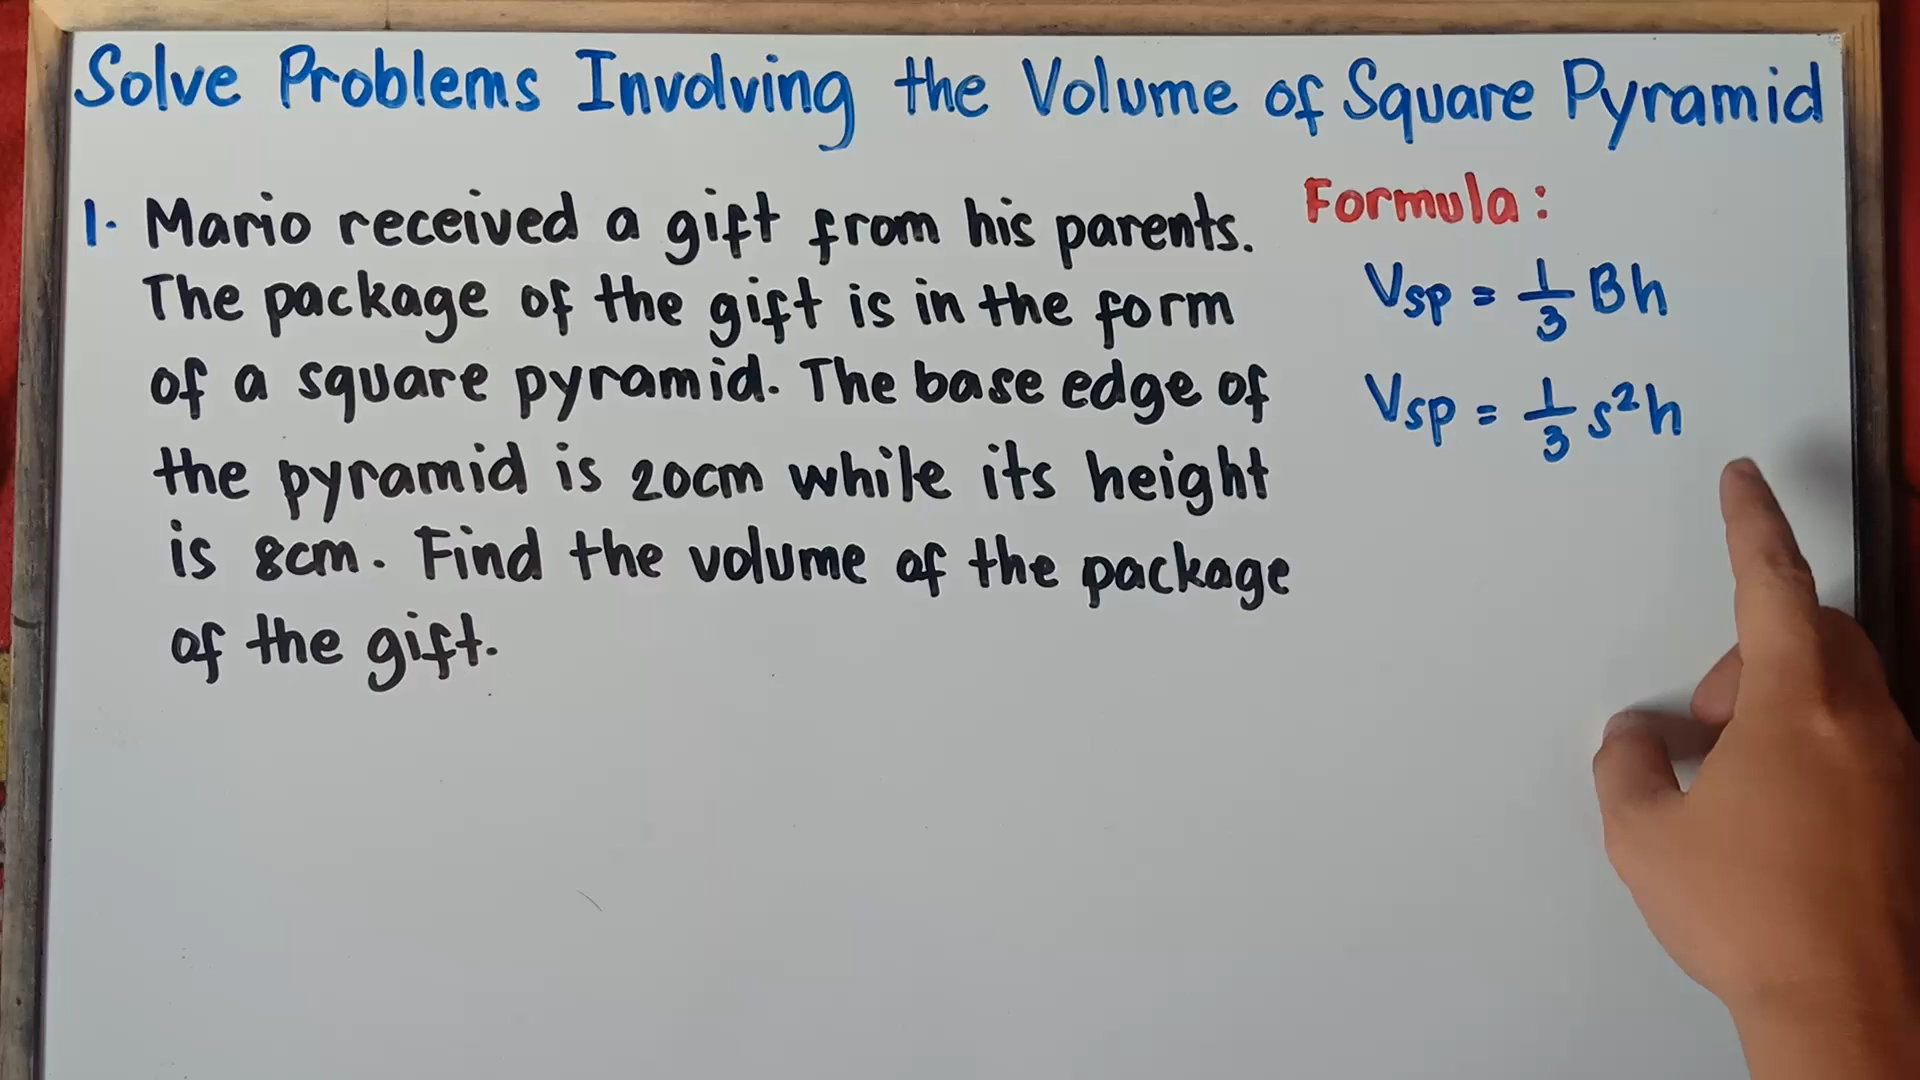 Solve Problems Involving the Volume of Square Pyramid
1. Mario received a gift from his parents.
The package of the gift is in the form
of a square pyramid. The base edge of
the pyramid is 20cm while its height
is 8cm. Find the volume of the package
of the gift.
Formula:
Vsp = 1/3 Bh
Vsp = 1/3 s²h